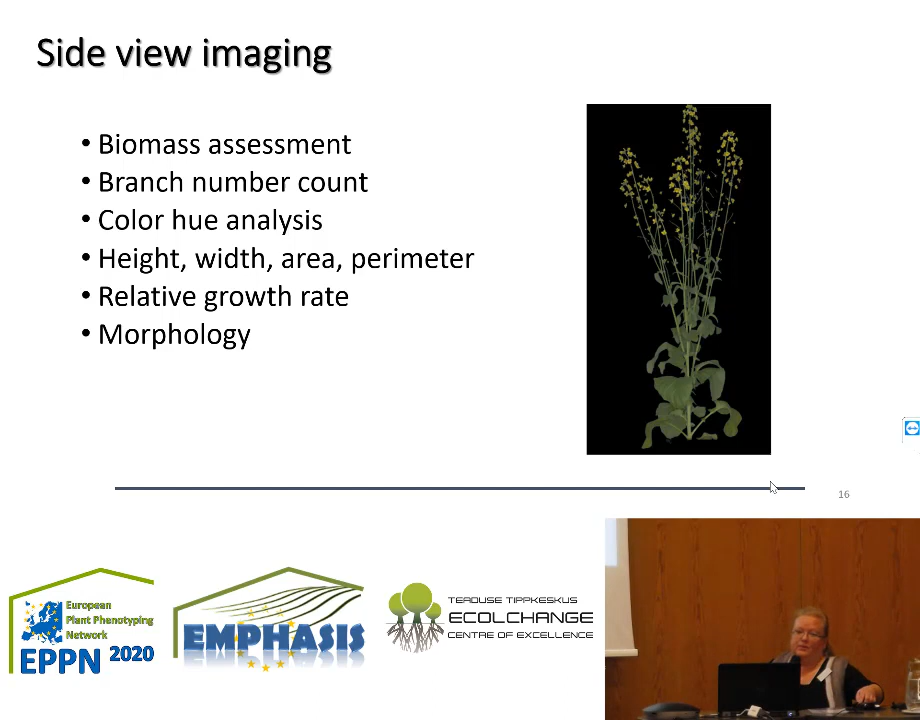 Side view imaging
• Biomass assessment
• Branch number count
• Color hue analysis
• Height, width, area, perimeter
• Relative growth rate
• Morphology
16
European
Plant Phenotyping
Network
EPPN 2020
EMPHASIS
TEADUSE TIPPKESKUS
ECOLCHANGE
CENTRE OF EXCELLENCE